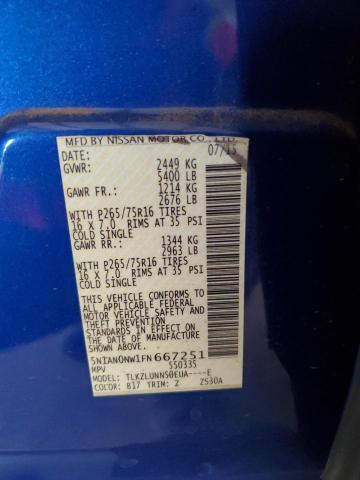 MFD BY NISSAN MOTOR CO., LTD.
DATE: 07/15
GVWR: 2449 KG
5400 LB
GAWR FR.: 1214 KG
2676 LB
WITH P265/75R16 TIRES
16 X 7.0 RIMS AT 35 PSI
COLD SINGLE
GAWR RR.: 1344 KG
2963 LB
WITH P265/75R16 TIRES
16 X 7.0 RIMS AT 35 PSI
COLD SINGLE
THIS VEHICLE CONFORMS
TO ALL APPLICABLE FEDERAL
MOTOR VEHICLE SAFETY
STANDARDS IN EFFECT ON
THE DATE OF MANUFACTURE
SHOWN ABOVE
5N1AN0NW1FN667251
MPV 550335
MODEL: TLKZLUNN50EUA----E
COLOR: B17 TRIM: Z ZS30A